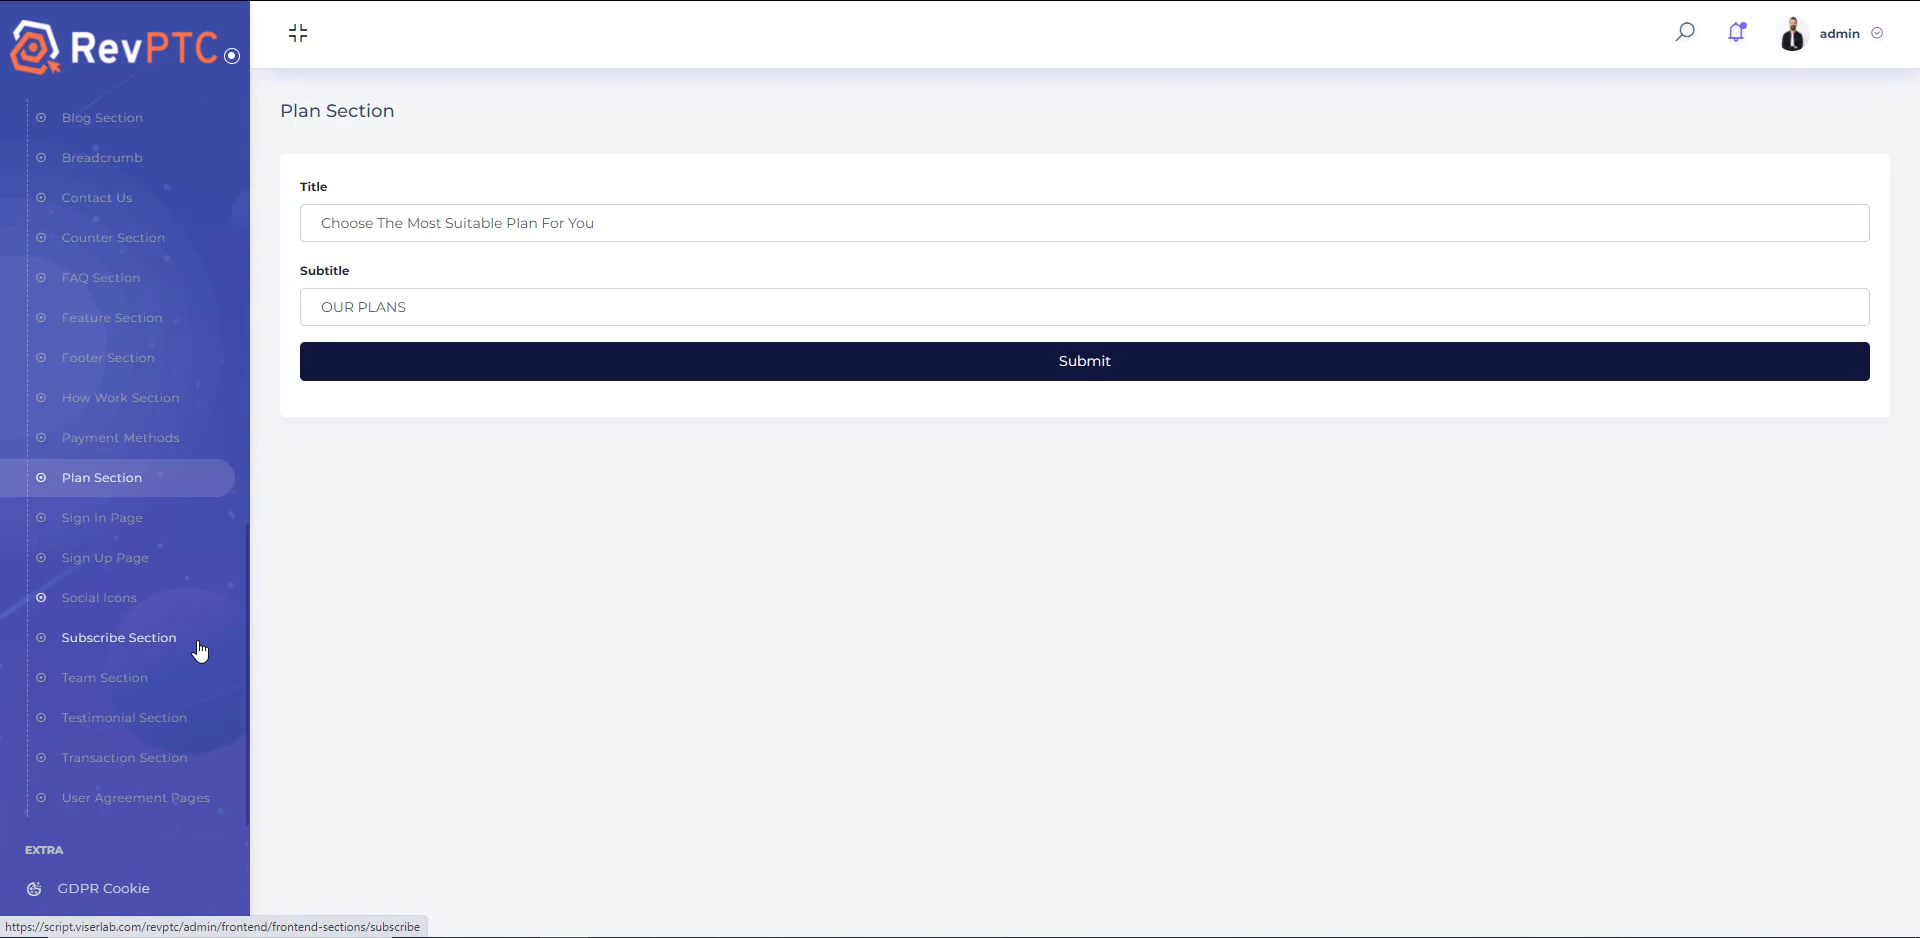 RevPTC
admin
Blog Section
Breadcrumb
Contact Us
Counter Section
FAQ Section
Feature Section
Footer Section
How Work Section
Payment Methods
Plan Section
Sign In Page
Sign Up Page
Social Icons
Subscribe Section
Team Section
Testimonial Section
Transaction Section
User Agreement Pages
EXTRA
GDPR Cookie
Plan Section
Title
Choose The Most Suitable Plan For You
Subtitle
OUR PLANS
Submit
https://script.viserlab.com/revptc/admin/frontend/frontend-sections/subscribe